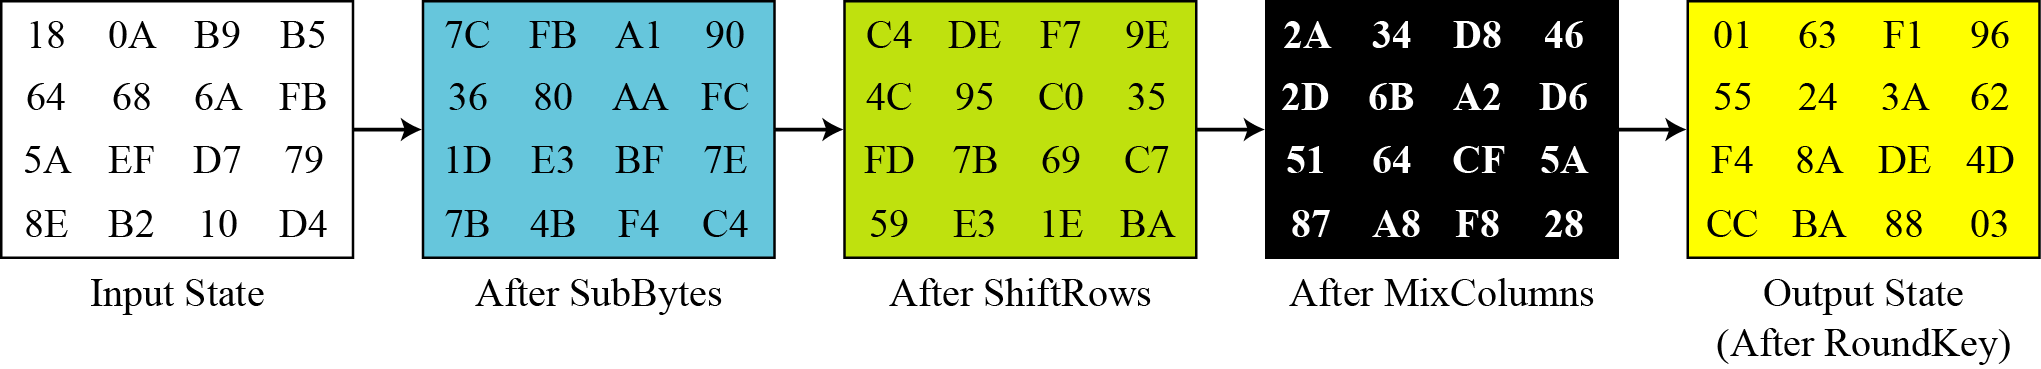 18 0A B9 B5 7C FB A1 90 C4 DE F7 9E 2A 34 D8 46 01 63 F1 96
64 68 6A FB 36 80 AA FC 4C 95 C0 35 2D 6B A2 D6 55 24 3A 62
5A EF D7 79 1D E3 BF 7E FD 7B 69 C7 51 64 CF 5A F4 8A DE 4D
8E B2 10 D4 7B 4B F4 C4 59 E3 1E BA 87 A8 F8 28 CC BA 88 03
Input State After SubBytes After ShiftRows After MixColumns Output State
(After RoundKey)